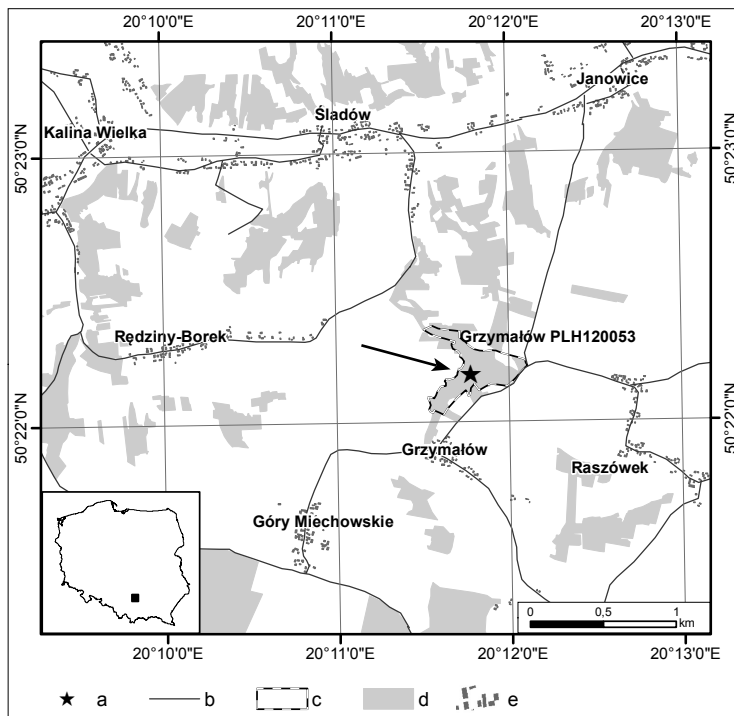 20°10'0"E 20°11'0"E 20°12'0"E 20°13'0"E
Janowice
Śladów
Kalina Wielka
50°23'0"N 50°23'0"N
Grzymałów PLH120053
Rędziny-Borek
50°22'0"N 50°22'0"N
Grzymałów
Raszówek
Góry Miechowskie
0 0,5 1
km
20°10'0"E 20°11'0"E 20°12'0"E 20°13'0"E
a b c d e